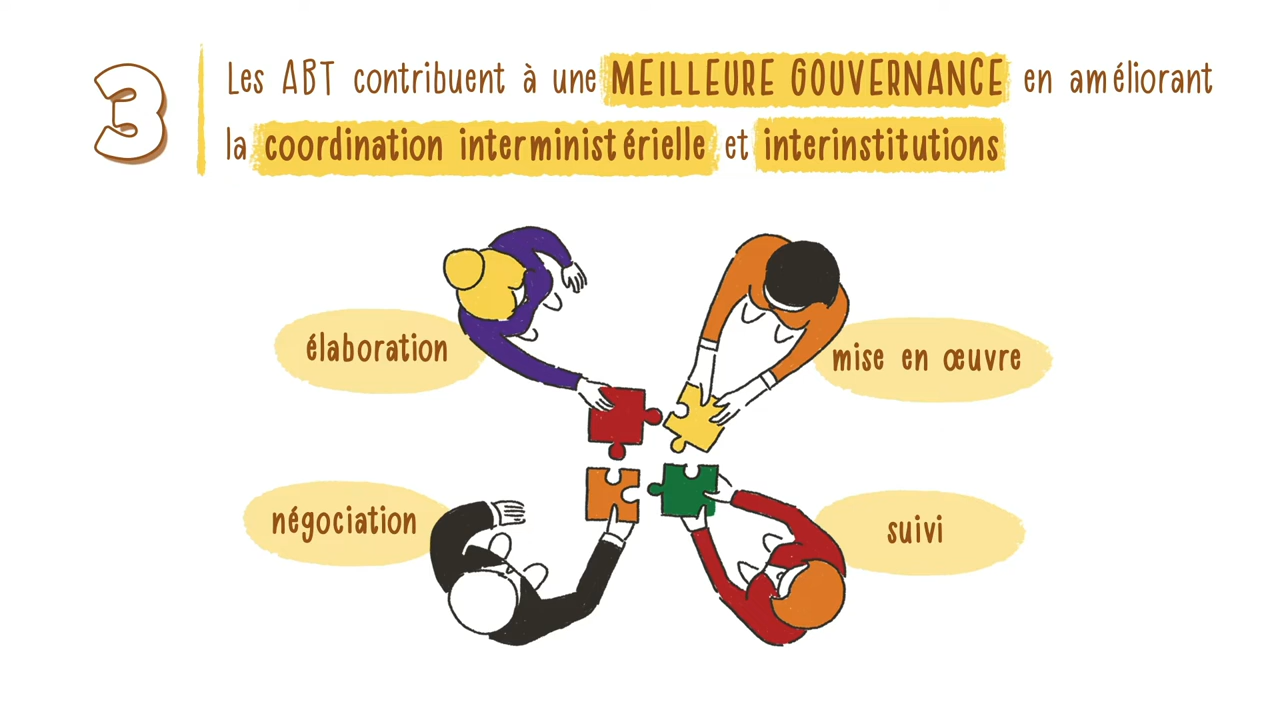 3
Les ABT contribuent à une MEILLEURE GOUVERNANCE en améliorant
la coordination interministérielle et interinstitutions
élaboration
mise en œuvre
négociation
suivi